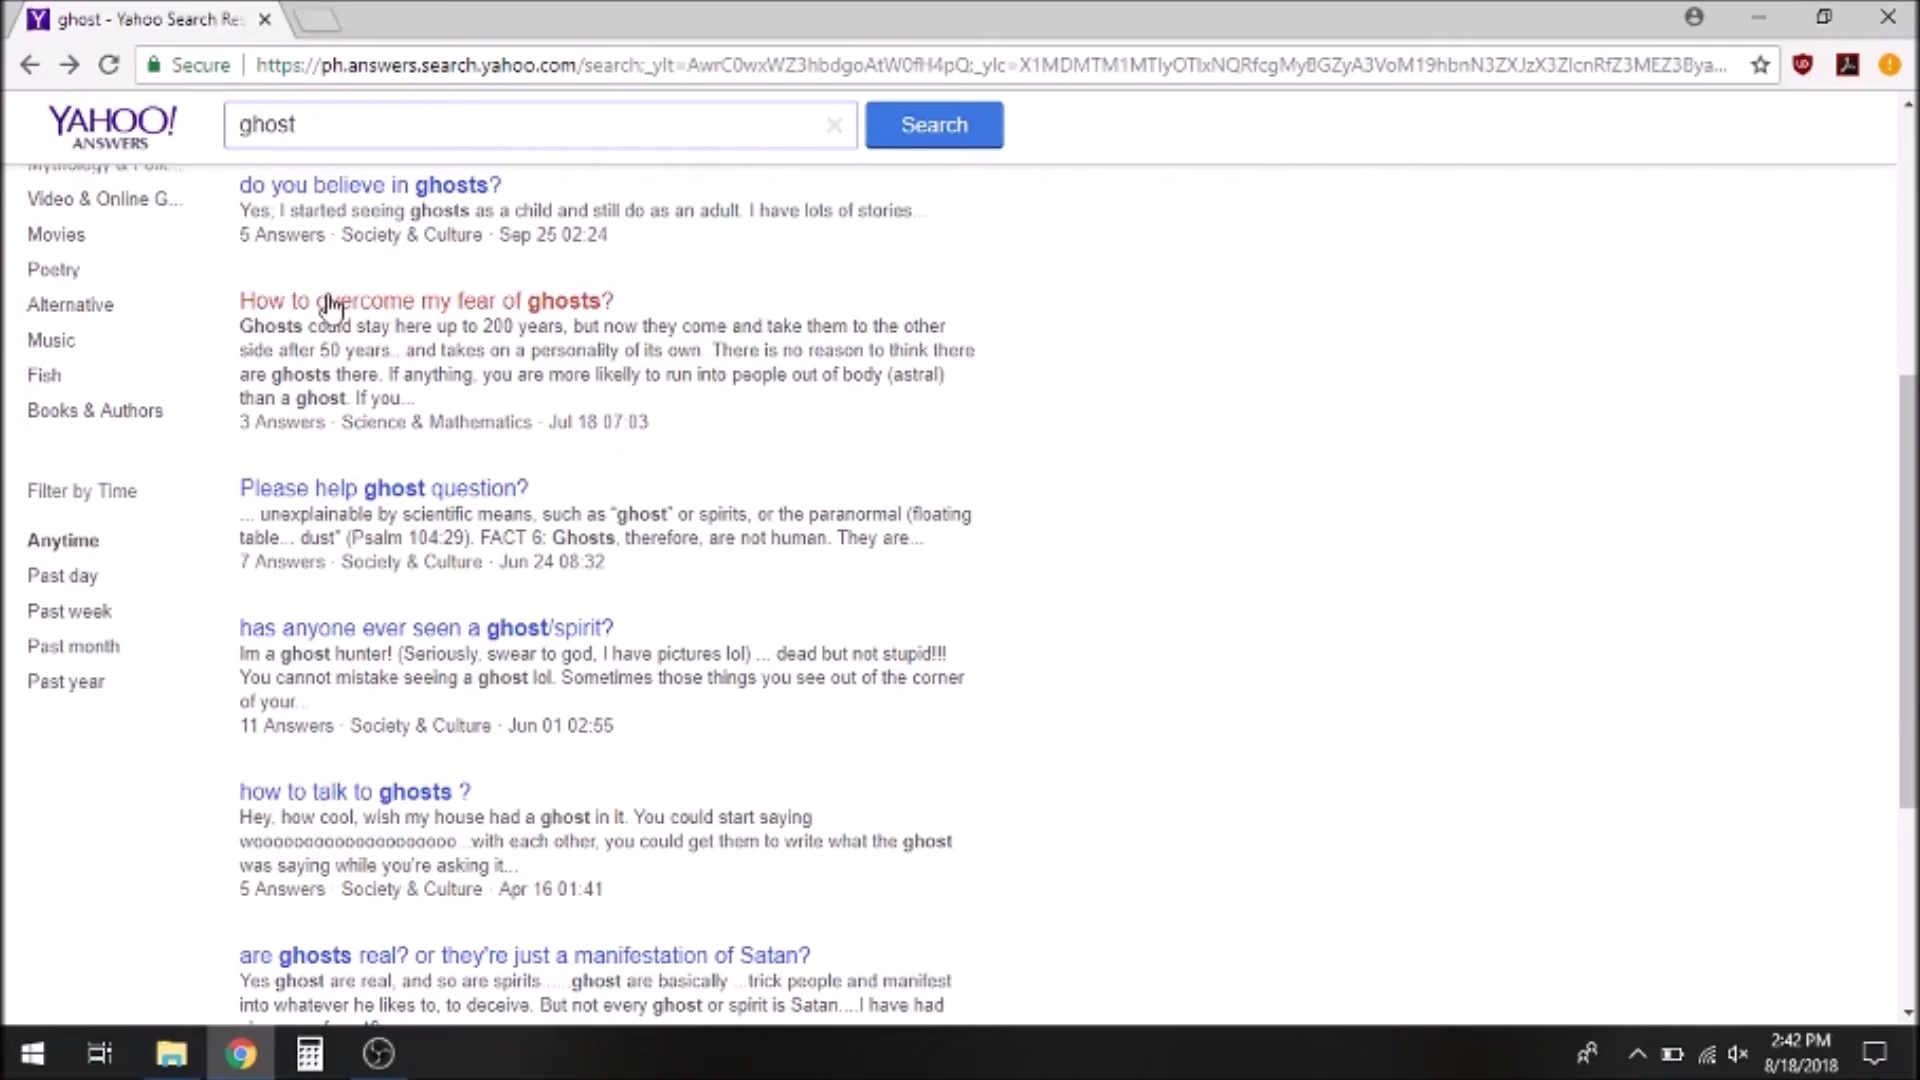 ghost - Yahoo Search Re
Secure
https://ph.answers.search.yahoo.com/search;_ylt=
YAHOO!
ANSWERS
ghost
Search
Video & Online G...
Movies
Poetry
Alternative
Music
Fish
Books & Authors
Filter by Time
Anytime
Past day
Past week
Past month
Past year
do you believe in ghosts?
Yes, I started seeing ghosts as a child and still do as an adult. I have lots of stories...
5 Answers · Society & Culture · Sep 25 02:24
How to overcome my fear of ghosts?
Ghosts could stay here up to 200 years, but now they come and take them to the other
side after 50 years... and takes on a personality of its own. There is no reason to think there
are ghosts there. If anything, you are more likelly to run into people out of body (astral)
than a ghost. If you...
3 Answers · Science & Mathematics · Jul 18 07:03
Please help ghost question?
... unexplainable by scientific means, such as "ghost" or spirits, or the paranormal (floating
table... dust" (Psalm 104:29). FACT 6: Ghosts, therefore, are not human. They are...
7 Answers · Society & Culture · Jun 24 08:32
has anyone ever seen a ghost/spirit?
Im a ghost hunter! (Seriously, swear to god, I have pictures lol) ... dead but not stupid!!!
You cannot mistake seeing a ghost lol. Sometimes those things you see out of the corner
of your...
11 Answers · Society & Culture · Jun 01 02:55
how to talk to ghosts ?
Hey, how cool, wish my house had a ghost in it. You could start saying
woooooooooooooooooooo...with each other, you could get them to write what the ghost
was saying while you're asking it...
5 Answers · Society & Culture · Apr 16 01:41
are ghosts real? or they're just a manifestation of Satan?
Yes ghost are real, and so are spirits......ghost are basically ...trick people and manifest
into whatever he likes to, to deceive. But not every ghost or spirit is Satan....I have had
2:42 PM
8/18/2018